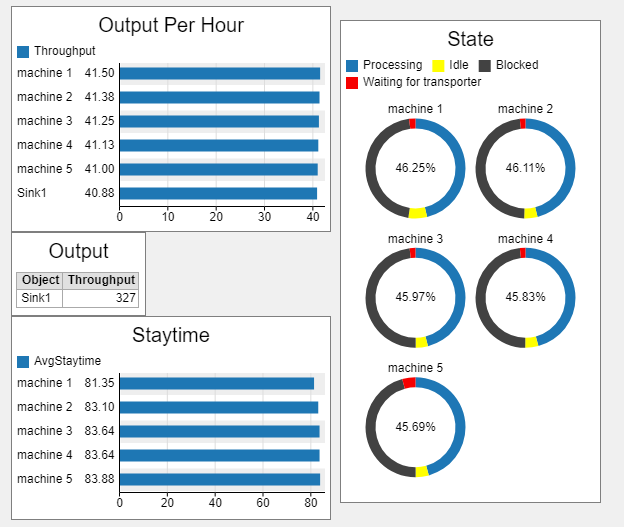 Output Per Hour
Throughput
machine 1 41.50
machine 2 41.38
machine 3 41.25
machine 4 41.13
machine 5 41.00
Sink1 40.88
0 10 20 30 40
Output
Object Throughput
Sink1 327
Staytime
AvgStaytime
machine 1 81.35
machine 2 83.10
machine 3 83.64
machine 4 83.64
machine 5 83.88
0 20 40 60 80
State
Processing Idle Blocked
Waiting for transporter
machine 1 machine 2
46.25% 46.11%
machine 3 machine 4
45.97% 45.83%
machine 5
45.69%